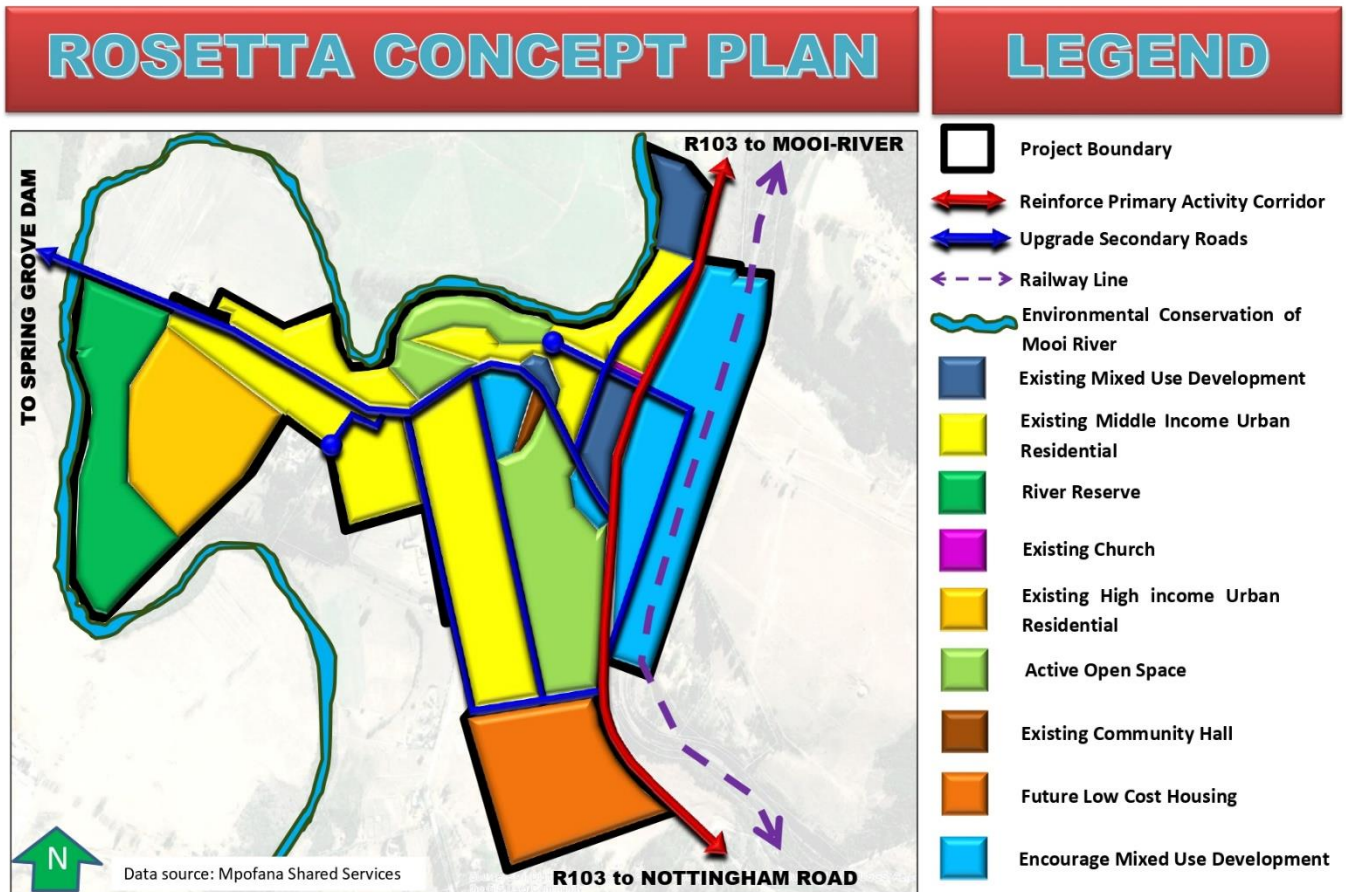 ROSETTA CONCEPT PLAN
LEGEND
R103 to MOOI-RIVER
TO SPRING GROVE DAM
R103 to NOTTINGHAM ROAD
N
Data source: Mpofana Shared Services
Project Boundary
Reinforce Primary Activity Corridor
Upgrade Secondary Roads
Railway Line
Environmental Conservation of
Mooi River
Existing Mixed Use Development
Existing Middle Income Urban
Residential
River Reserve
Existing Church
Existing High income Urban
Residential
Active Open Space
Existing Community Hall
Future Low Cost Housing
Encourage Mixed Use Development